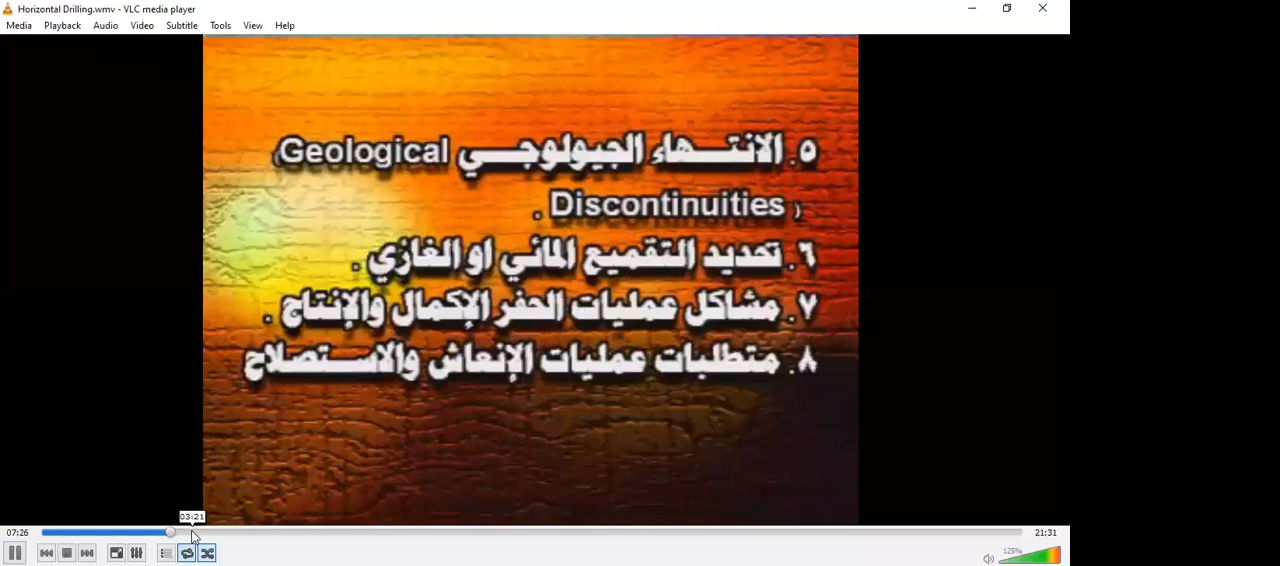 Horizontal Drilling.wmv - VLC media player
Media Playback Audio Video Subtitle Tools View Help
٥. الانتهاء الجيولوجي (Geological
Discontinuities ) .
٦. تحديد التقميع المائي او الغازي .
٧. مشاكل عمليات الحفر الإكمال والإنتاج .
٨. متطلبات عمليات الإنعاش والاستصلاح
03:21
07:26
21:31
125%